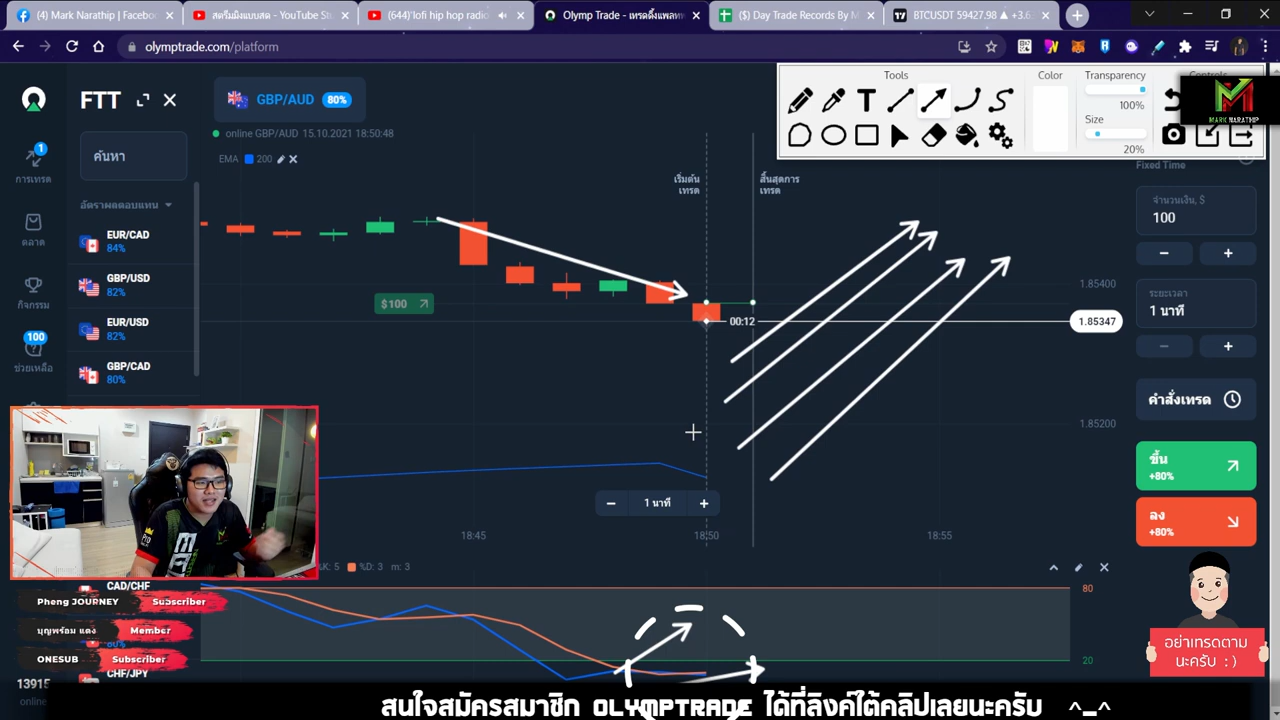 (4) Mark Narathip | Facebo
สตรีมมิงแบบสด - YouTube St
(644) lofi hip hop radio
Olymp Trade - เทรดดิ้งแพลท
($) Day Trade Records By M
BTCUSDT 59427.98 ▲ +3.6
olymptrade.com/platform
Tools
Color
Transparency
100%
Size
20%
MARK NARATHIP
FTT
GBP/AUD 80%
online GBP/AUD 15.10.2021 18:50:48
EMA 200
1
การเทรด
ตลาด
กิจกรรม
100
ช่วยเหลือ
ค้นหา
อัตราผลตอบแทน
EUR/CAD
84%
GBP/USD
82%
EUR/USD
82%
GBP/CAD
80%
เริ่มต้น
เทรด
สิ้นสุดการ
เทรด
$100
00:12
1.85400
1.85347
1.85200
− 1 นาที +
18:45
18:50
18:55
Fixed Time
จำนวนเงิน, $
100
− +
ระยะเวลา
1 นาที
− +
คำสั่งเทรด
ขึ้น
+80%
ลง
+80%
K: 5 %D: 3 m: 3
80
20
CAD/CHF
Pheng JOURNEY Subscriber
บุญพร้อม แดง Member
80%
ONESUB Subscriber
CHF/JPY
13915
online
อย่าเทรดตาม
นะครับ : )
สนใจสมัครสมาชิก OLYMPTRADE ได้ที่ลิงค์ใต้คลิปเลยนะครับ ^_^